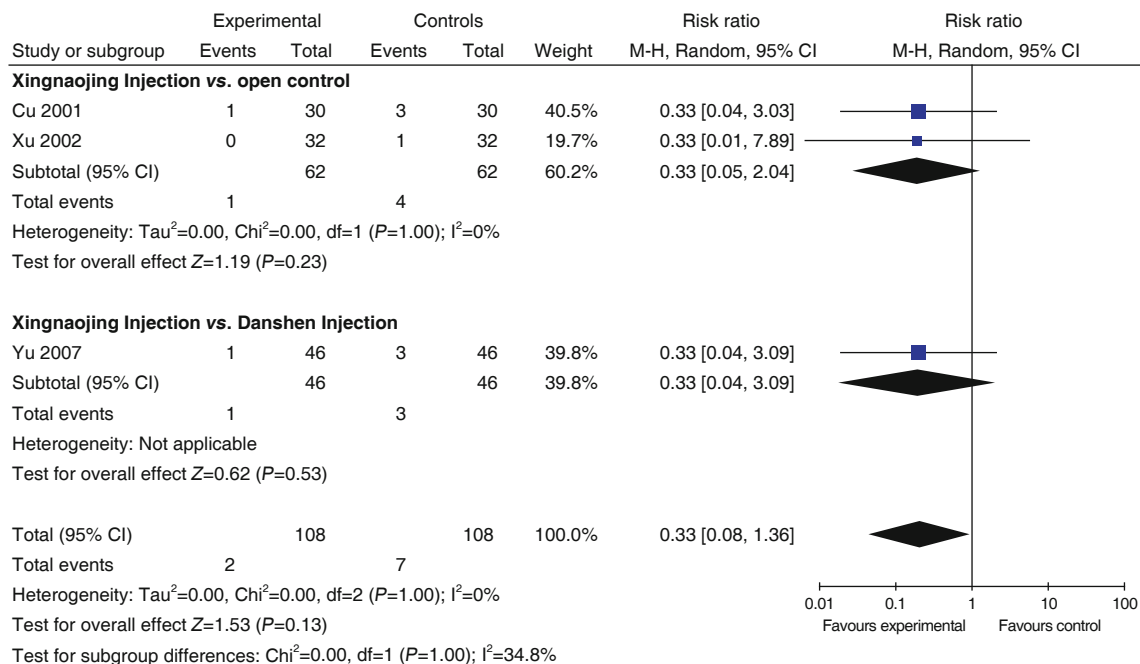 Experimental Controls Risk ratio Risk ratio
Study or subgroup Events Total Events Total Weight M-H, Random, 95% CI M-H, Random, 95% CI
Xingnaojing Injection vs. open control
Cu 2001 1 30 3 30 40.5% 0.33 [0.04, 3.03]
Xu 2002 0 32 1 32 19.7% 0.33 [0.01, 7.89]
Subtotal (95% CI) 62 62 60.2% 0.33 [0.05, 2.04]
Total events 1 4
Heterogeneity: Tau²=0.00, Chi²=0.00, df=1 (P=1.00); I²=0%
Test for overall effect Z=1.19 (P=0.23)
Xingnaojing Injection vs. Danshen Injection
Yu 2007 1 46 3 46 39.8% 0.33 [0.04, 3.09]
Subtotal (95% CI) 46 46 39.8% 0.33 [0.04, 3.09]
Total events 1 3
Heterogeneity: Not applicable
Test for overall effect Z=0.62 (P=0.53)
Total (95% CI) 108 108 100.0% 0.33 [0.08, 1.36]
Total events 2 7
Heterogeneity: Tau²=0.00, Chi²=0.00, df=2 (P=1.00); I²=0%
Test for overall effect Z=1.53 (P=0.13)
Test for subgroup differences: Chi²=0.00, df=1 (P=1.00); I²=34.8%
0.01 0.1 1 10 100
Favours experimental Favours control